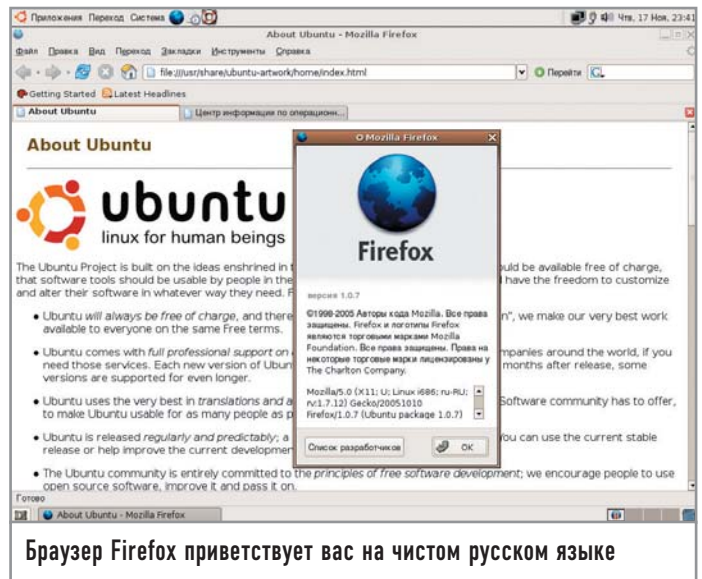 Приложения Переход Система
Чтв, 17 Ноя, 23:41
About Ubuntu - Mozilla Firefox
Файл Правка Вид Переход Закладки Инструменты Справка
file:///usr/share/ubuntu-artwork/home/index.html
Перейти
Getting Started Latest Headlines
About Ubuntu
Центр информации по операционн...
About Ubuntu
ubuntu
linux for human beings
The Ubuntu Project is built on the ideas enshrined in
that software tools should be usable by people in the
and alter their software in whatever way they need.
ould be available free of charge,
have the freedom to customize
• Ubuntu will always be free of charge, and there
n", we make our very best work
available to everyone on the same Free terms.
• Ubuntu comes with full professional support on
mpanies around the world, if you
need those services. Each new version of Ubun
months after release, some
versions are supported for even longer.
• Ubuntu uses the very best in translations and a
Software community has to offer,
to make Ubuntu usable for as many people as p
• Ubuntu is released regularly and predictably; a
ou can use the current stable
release or help improve the current developmen
• The Ubuntu community is entirely committed to the principles of free software development; we encourage people to use
open source software, improve it and pass it on.
О Mozilla Firefox
Firefox
версия 1.0.7
©1998-2005 Авторы кода Mozilla. Все права
защищены. Firefox и логотипы Firefox
являются торговыми марками Mozilla
Foundation. Все права защищены. Права на
некоторые торговые марки лицензированы у
The Charlton Company.
Mozilla/5.0 (X11; U; Linux i686; ru-RU;
rv:1.7.12) Gecko/20051010
Firefox/1.0.7 (Ubuntu package 1.0.7)
Список разработчиков
OK
Готово
About Ubuntu - Mozilla Firefox
Браузер Firefox приветствует вас на чистом русском языке